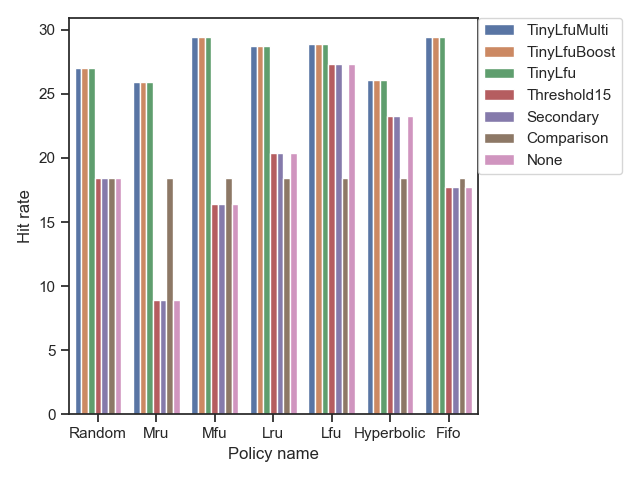 30
25
20
15
10
5
0
Hit rate
Random Mru Mfu Lru Lfu Hyperbolic Fifo
Policy name
TinyLfuMulti
TinyLfuBoost
TinyLfu
Threshold15
Secondary
Comparison
None